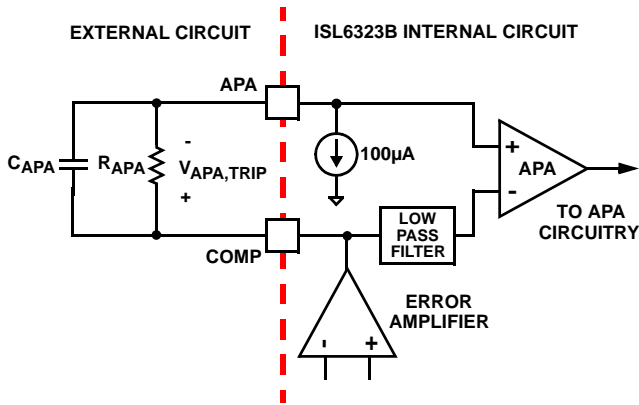 EXTERNAL CIRCUIT
ISL6323B INTERNAL CIRCUIT
APA
100µA
CAPA
RAPA
-
VAPA,TRIP
+
+
APA
-
TO APA
CIRCUITRY
LOW
PASS
FILTER
COMP
ERROR
AMPLIFIER
- +